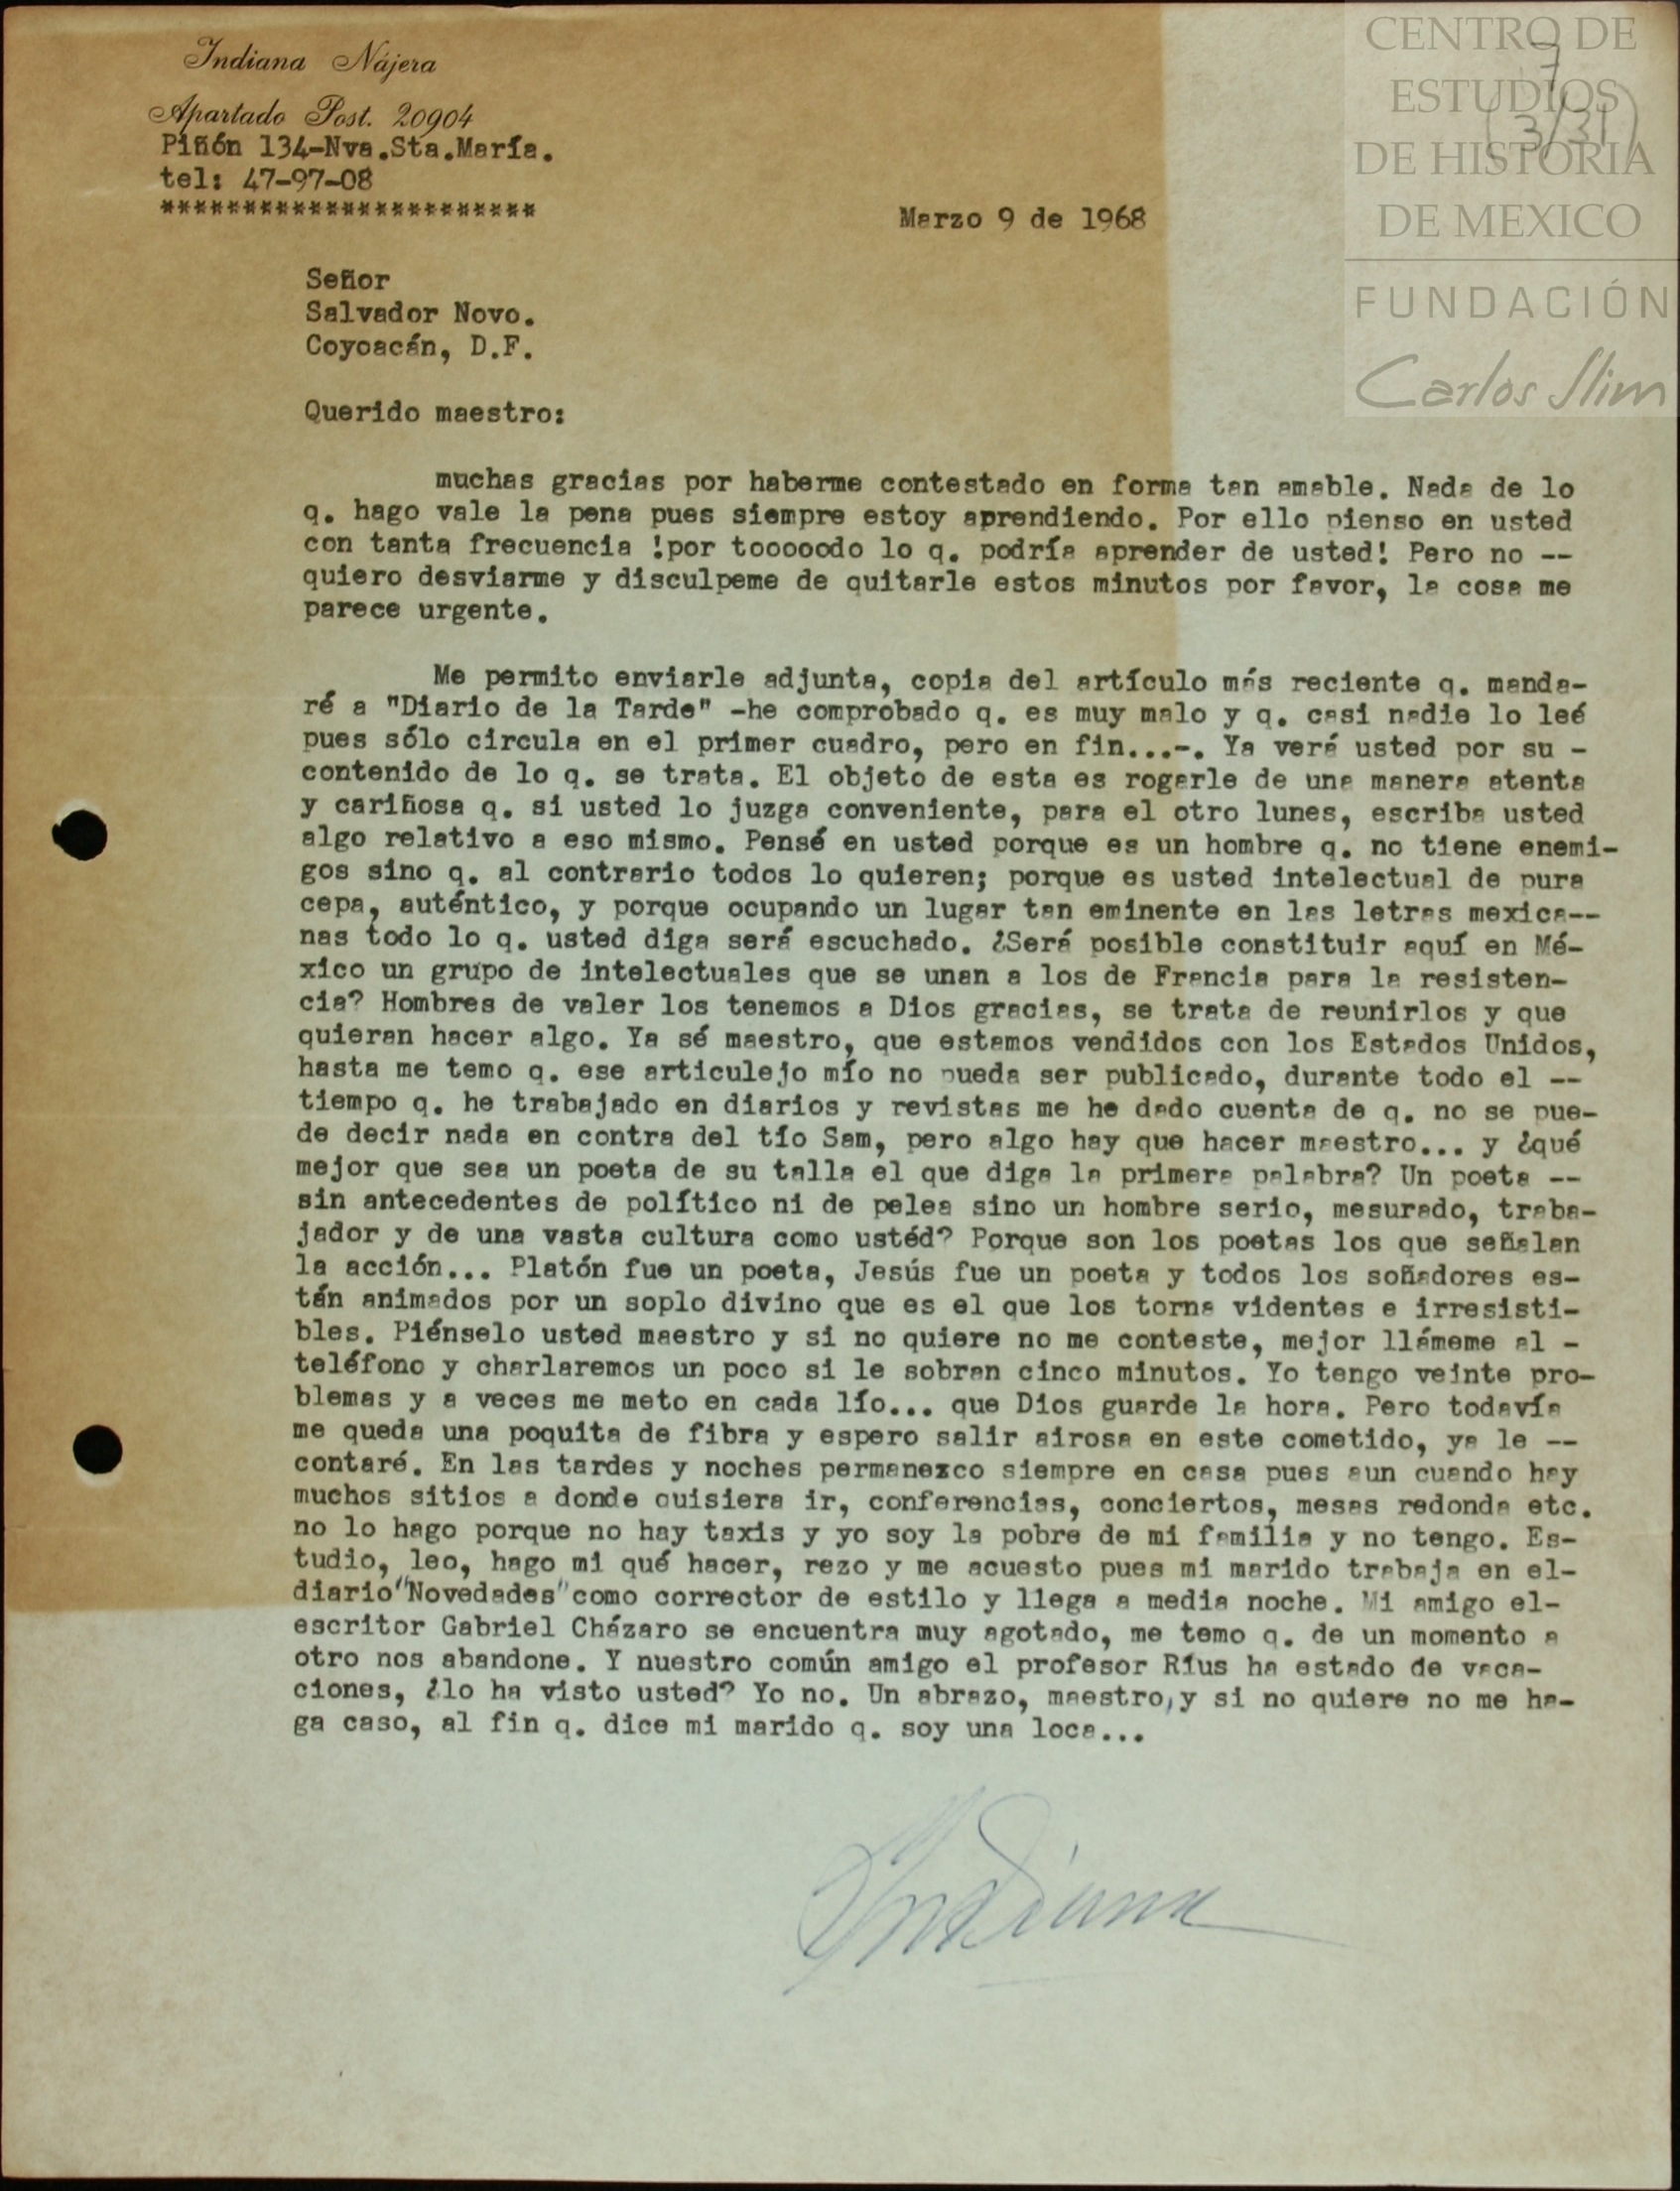 Indiana Nájera
Apartado Post. 20904
Piñón 134-Nva.Sta.María.
tel: 47-97-08
***********************
Marzo 9 de 1968
CENTRO DE
ESTUDIOS
DE HISTORIA
DE MEXICO
FUNDACIÓN
Carlos Slim
7
(3/31)
Señor
Salvador Novo.
Coyoacán, D.F.
Querido maestro:
muchas gracias por haberme contestado en forma tan amable. Nada de lo
q. hago vale la pena pues siempre estoy aprendiendo. Por ello pienso en usted
con tanta frecuencia !por tooooodo lo q. podría aprender de usted! Pero no --
quiero desviarme y disculpeme de quitarle estos minutos por favor, la cosa me
parece urgente.
Me permito enviarle adjunta, copia del artículo más reciente q. manda-
ré a "Diario de la Tarde" -he comprobado q. es muy malo y q. casi nadie lo leé
pues sólo circula en el primer cuadro, pero en fin...-. Ya verá usted por su -
contenido de lo q. se trata. El objeto de esta es rogarle de una manera atenta
y cariñosa q. si usted lo juzga conveniente, para el otro lunes, escriba usted
algo relativo a eso mismo. Pensé en usted porque es un hombre q. no tiene enemi-
gos sino q. al contrario todos lo quieren; porque es usted intelectual de pura
cepa, auténtico, y porque ocupando un lugar tan eminente en las letras mexica--
nas todo lo q. usted diga será escuchado. ¿Será posible constituir aquí en Mé-
xico un grupo de intelectuales que se unan a los de Francia para la resisten-
cia? Hombres de valer los tenemos a Dios gracias, se trata de reunirlos y que
quieran hacer algo. Ya sé maestro, que estamos vendidos con los Estados Unidos,
hasta me temo q. ese articulejo mío no pueda ser publicado, durante todo el --
tiempo q. he trabajado en diarios y revistas me he dado cuenta de q. no se pue-
de decir nada en contra del tío Sam, pero algo hay que hacer maestro... y ¿qué
mejor que sea un poeta de su talla el que diga la primera palabra? Un poeta --
sin antecedentes de político ni de pelea sino un hombre serio, mesurado, traba-
jador y de una vasta cultura como ustéd? Porque son los poetas los que señalan
la acción... Platón fue un poeta, Jesús fue un poeta y todos los soñadores es-
tán animados por un soplo divino que es el que los torna videntes e irresisti-
bles. Piénselo usted maestro y si no quiere no me conteste, mejor llámeme al -
teléfono y charlaremos un poco si le sobran cinco minutos. Yo tengo veinte pro-
blemas y a veces me meto en cada lío... que Dios guarde la hora. Pero todavía
me queda una poquita de fibra y espero salir airosa en este cometido, ya le --
contaré. En las tardes y noches permanezco siempre en casa pues aun cuando hay
muchos sitios a donde quisiera ir, conferencias, conciertos, mesas redonda etc.
no lo hago porque no hay taxis y yo soy la pobre de mi familia y no tengo. Es-
tudio, leo, hago mi qué hacer, rezo y me acuesto pues mi marido trabaja en el-
diario"Novedades"como corrector de estilo y llega a media noche. Mi amigo el-
escritor Gabriel Cházaro se encuentra muy agotado, me temo q. de un momento a
otro nos abandone. Y nuestro común amigo el profesor Ríus ha estado de vaca-
ciones, ¿lo ha visto usted? Yo no. Un abrazo, maestro, y si no quiere no me ha-
ga caso, al fin q. dice mi marido q. soy una loca...
Indiana